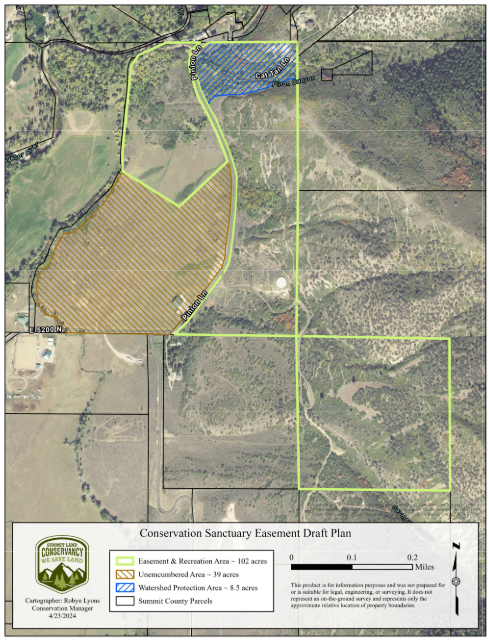 Pinion Ln
Cat Tail Ln
Pinion Ln
E 5200 N
Conservation Sanctuary Easement Draft Plan
SUMMIT LAND
CONSERVANCY
WE SAVE LAND
Cartographer: Robyn Lyons
Conservation Manager
4/23/2024
Easement & Recreation Area ~ 102 acres
Unencumbered Area ~ 39 acres
Watershed Protection Area ~ 8.5 acres
Summit County Parcels
0 0.1 0.2
Miles
This product is for information purposes and was not prepared for
or is suitable for legal, engineering, or surveying. It does not
represent an on-the-ground survey and represents only the
approximate relative location of property boundaries.
N